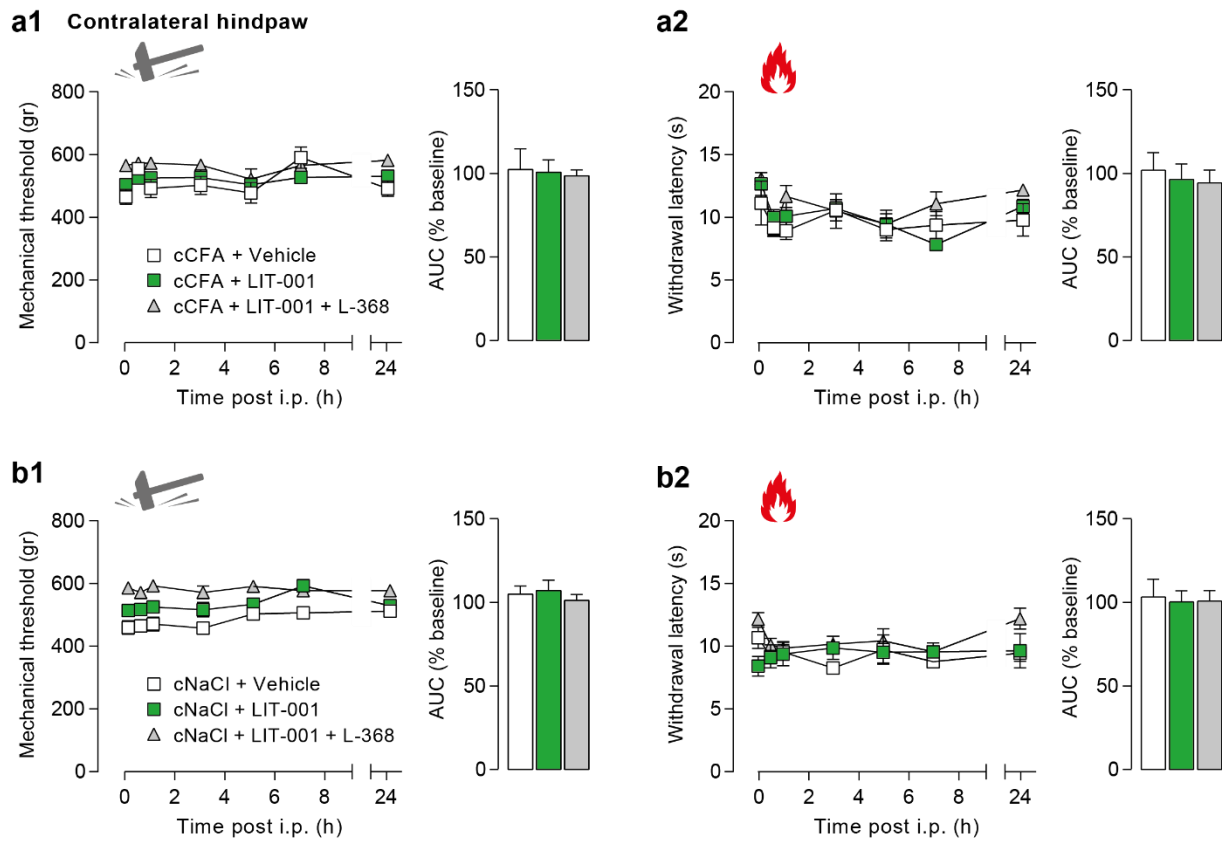 a1 Contralateral hindpaw
Mechanical threshold (gr)
800
600
400
200
0
cCFA + Vehicle
cCFA + LIT-001
cCFA + LIT-001 + L-368
0 2 4 6 8 24
Time post i.p. (h)
AUC (% baseline)
150
100
50
0
a2
Withdrawal latency (s)
20
15
10
5
0
0 2 4 6 8 24
Time post i.p. (h)
AUC (% baseline)
150
100
50
0
b1
Mechanical threshold (gr)
800
600
400
200
0
cNaCl + Vehicle
cNaCl + LIT-001
cNaCl + LIT-001 + L-368
0 2 4 6 8 24
Time post i.p. (h)
AUC (% baseline)
150
100
50
0
b2
Withdrawal latency (s)
20
15
10
5
0
0 2 4 6 8 24
Time post i.p. (h)
AUC (% baseline)
150
100
50
0